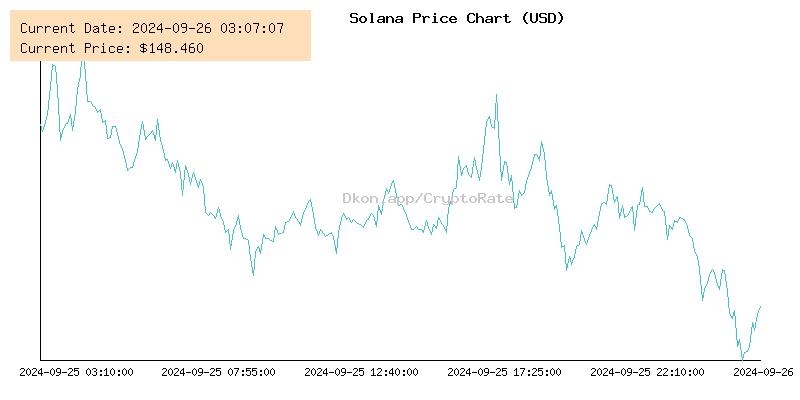 Solana Price Chart (USD)
Current Date: 2024-09-26 03:07:07
Current Price: $148.460
Dkon.app/CryptoRate
2024-09-25 03:10:00
2024-09-25 07:55:00
2024-09-25 12:40:00
2024-09-25 17:25:00
2024-09-25 22:10:00
2024-09-26